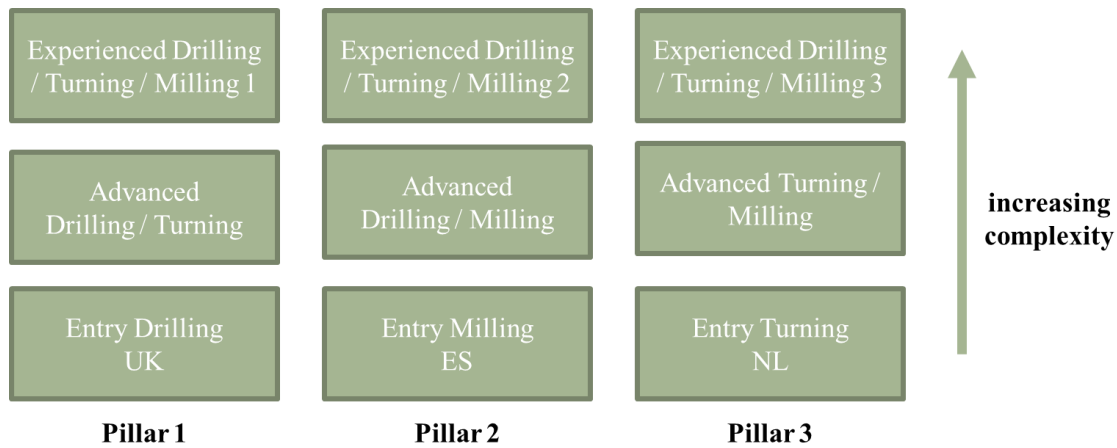 Experienced Drilling
/ Turning / Milling 1
Experienced Drilling
/ Turning / Milling 2
Experienced Drilling
/ Turning / Milling 3
Advanced
Drilling / Turning
Advanced
Drilling / Milling
Advanced Turning /
Milling
increasing
complexity
Entry Drilling
UK
Entry Milling
ES
Entry Turning
NL
Pillar 1
Pillar 2
Pillar 3